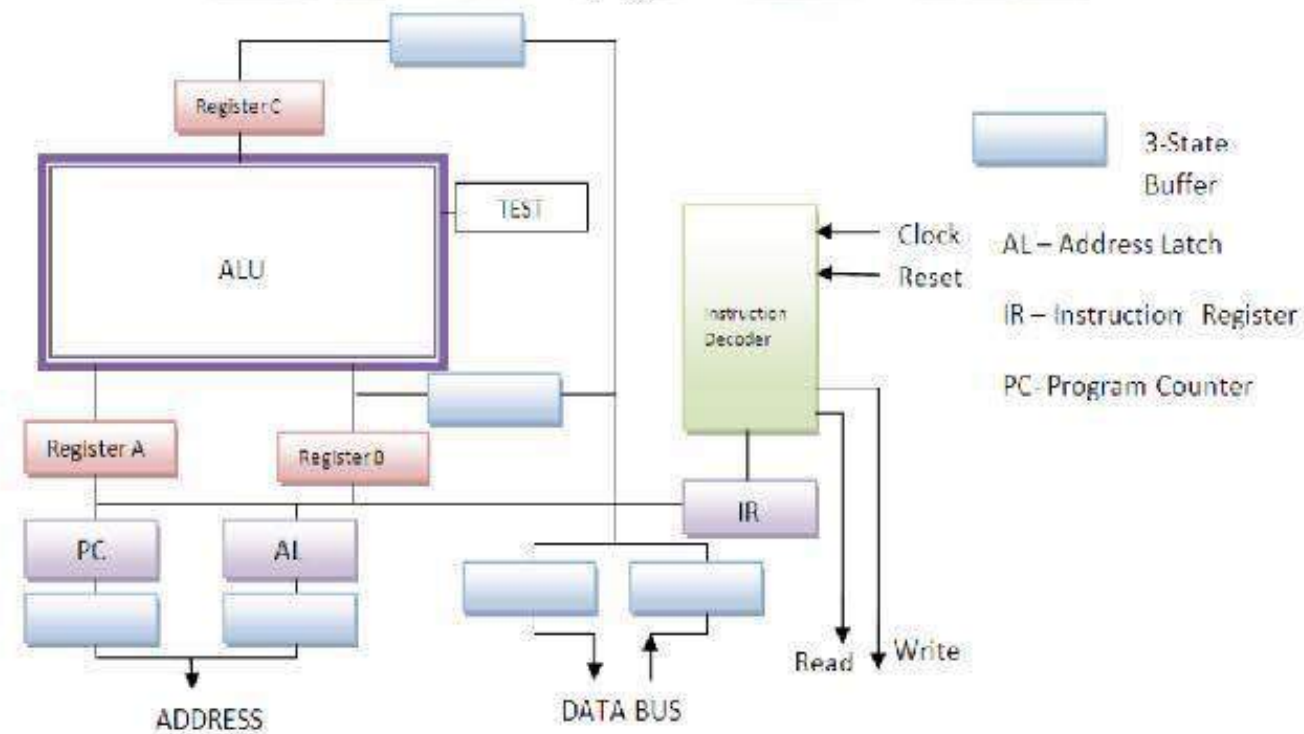 Register C
TEST
ALU
Register A
Register B
PC
AL
Instruction
Decoder
IR
Clock
Reset
Read
Write
ADDRESS
DATA BUS
3-State
Buffer
AL – Address Latch
IR – Instruction Register
PC- Program Counter